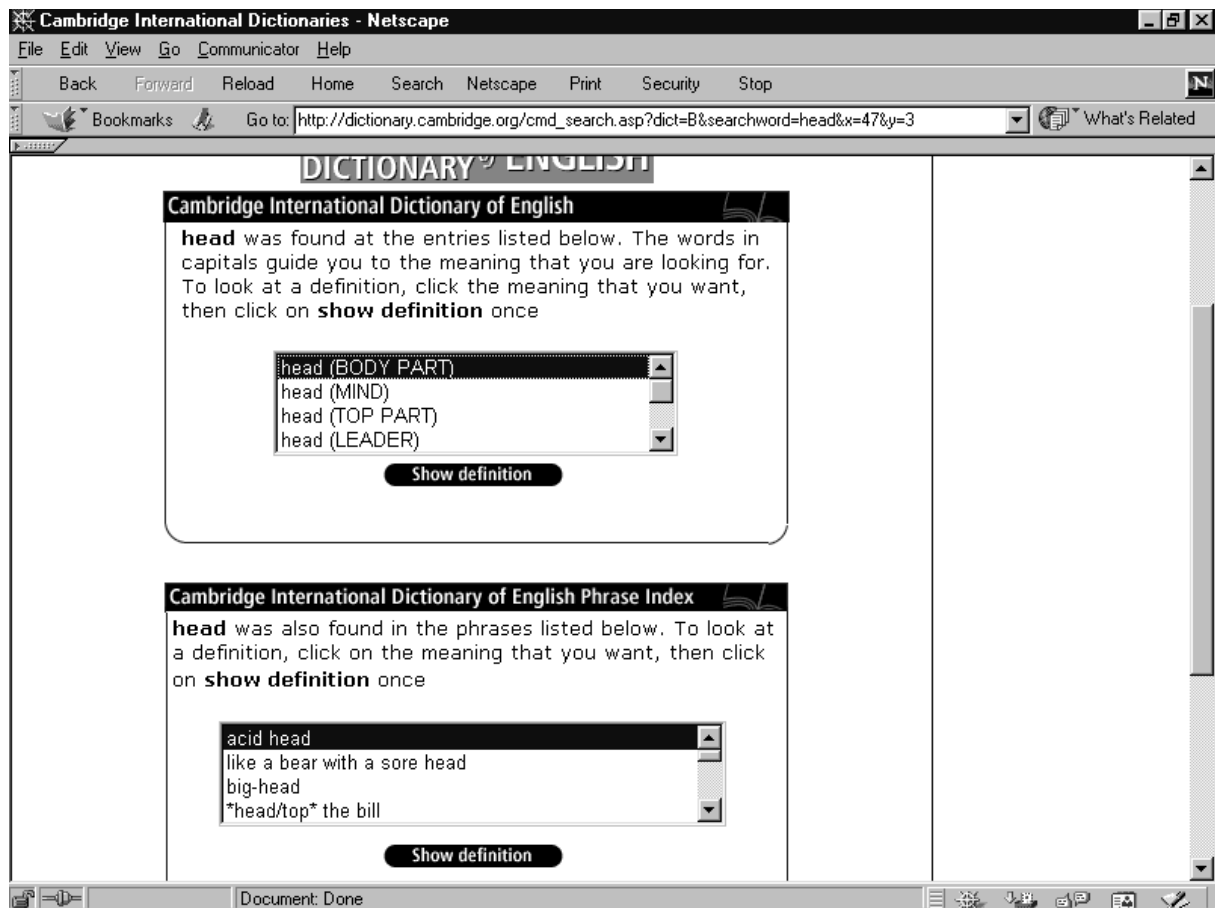 Cambridge International Dictionaries - Netscape
File Edit View Go Communicator Help
Back Forward Reload Home Search Netscape Print Security Stop
N
Bookmarks Go to: http://dictionary.cambridge.org/cmd_search.asp?dict=B&searchword=head&x=47&y=3 What's Related
DICTIONARY OF ENGLISH
Cambridge International Dictionary of English
head was found at the entries listed below. The words in
capitals guide you to the meaning that you are looking for.
To look at a definition, click the meaning that you want,
then click on show definition once
head (BODY PART)
head (MIND)
head (TOP PART)
head (LEADER)
Show definition
Cambridge International Dictionary of English Phrase Index
head was also found in the phrases listed below. To look at
a definition, click on the meaning that you want, then click
on show definition once
acid head
like a bear with a sore head
big-head
*head/top* the bill
Show definition
Document: Done